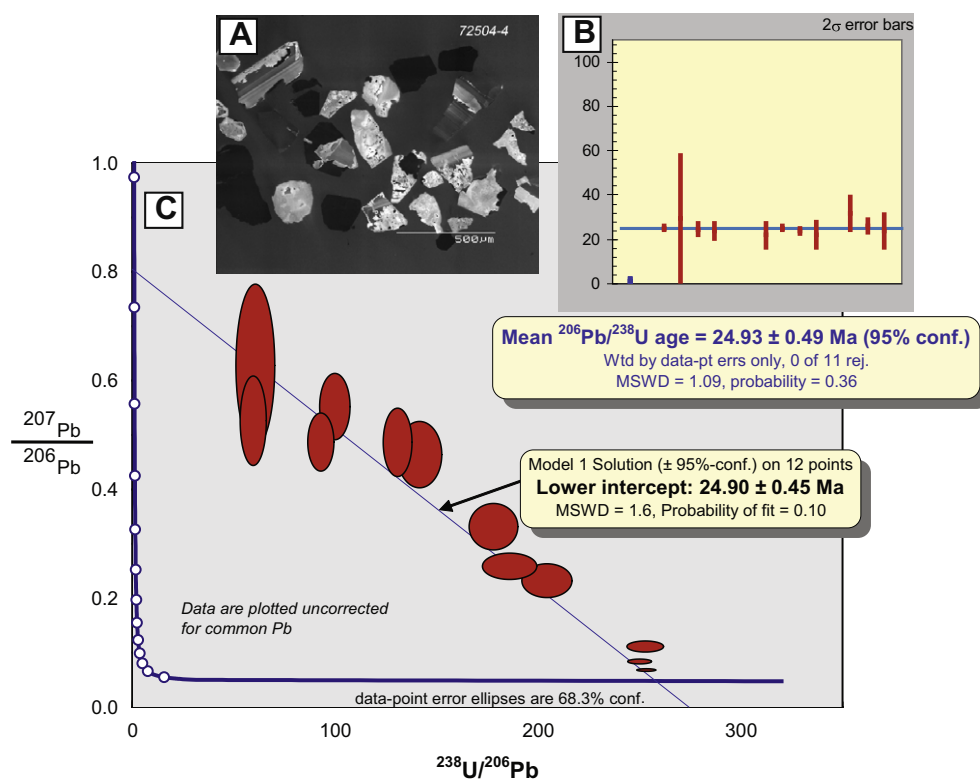 A
72504-4
500μm
B
2σ error bars
100
80
60
40
20
0
Mean ²⁰⁶Pb/²³⁸U age = 24.93 ± 0.49 Ma (95% conf.)
Wtd by data-pt errs only, 0 of 11 rej.
MSWD = 1.09, probability = 0.36
C
1.0
0.8
0.6
0.4
0.2
0.0
²⁰⁷Pb
²⁰⁶Pb
Model 1 Solution (± 95%-conf.) on 12 points
Lower intercept: 24.90 ± 0.45 Ma
MSWD = 1.6, Probability of fit = 0.10
Data are plotted uncorrected
for common Pb
data-point error ellipses are 68.3% conf.
0 100 200 300
²³⁸U/²⁰⁶Pb